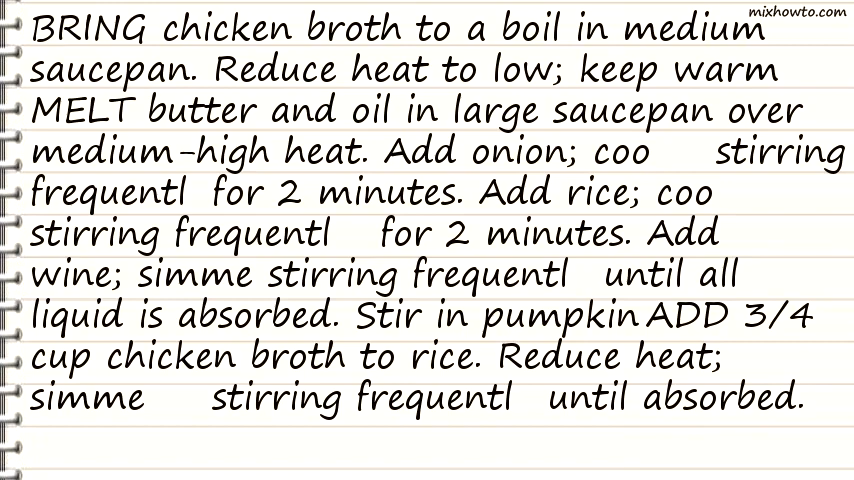 mixhowto.com
BRING chicken broth to a boil in medium
saucepan. Reduce heat to low; keep warm
MELT butter and oil in large saucepan over
medium-high heat. Add onion; coo stirring
frequentl for 2 minutes. Add rice; coo
stirring frequentl for 2 minutes. Add
wine; simme stirring frequentl until all
liquid is absorbed. Stir in pumpkin ADD 3/4
cup chicken broth to rice. Reduce heat;
simme stirring frequentl until absorbed.